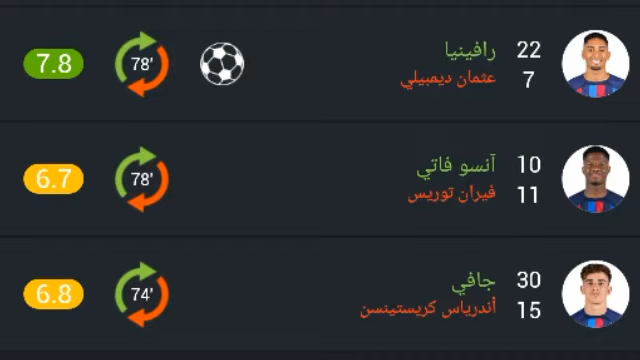 22 رافينيا 78' 7.8
7 عثمان ديمبيلي
10 آنسو فاتي 78' 6.7
11 فيران توريس
30 جافي 74' 6.8
15 أندرياس كريستينسن